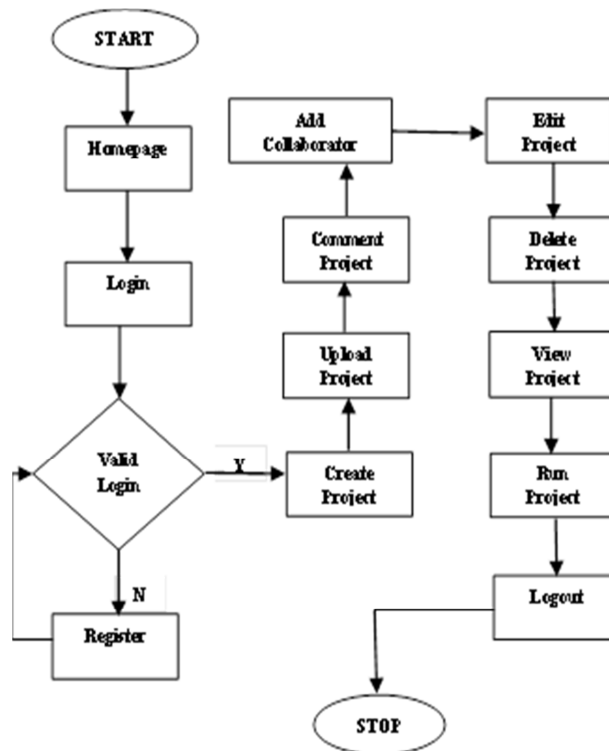 START
Homepage
Login
Valid
Login
Y
N
Register
Create
Project
Upload
Project
Comment
Project
Add
Collaborator
Edit
Project
Delete
Project
View
Project
Run
Project
Logout
STOP